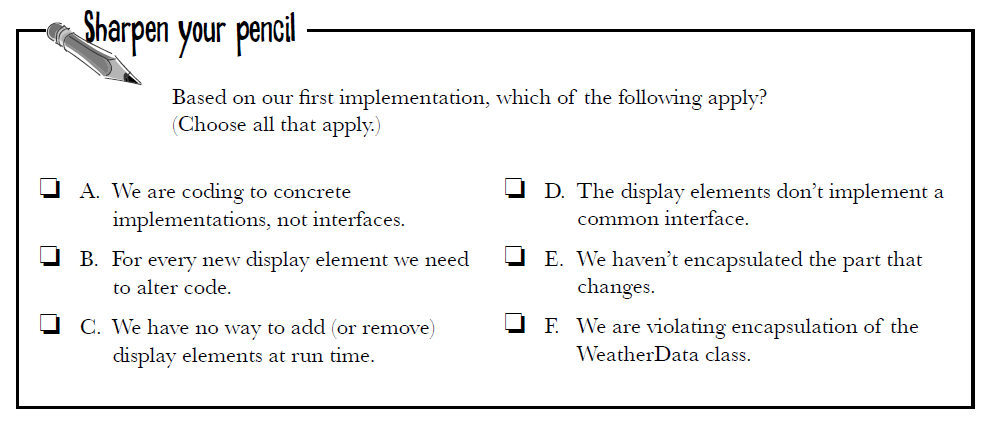 Sharpen your pencil
Based on our first implementation, which of the following apply?
(Choose all that apply.)
A. We are coding to concrete
implementations, not interfaces.
B. For every new display element we need
to alter code.
C. We have no way to add (or remove)
display elements at run time.
D. The display elements don’t implement a
common interface.
E. We haven’t encapsulated the part that
changes.
F. We are violating encapsulation of the
WeatherData class.